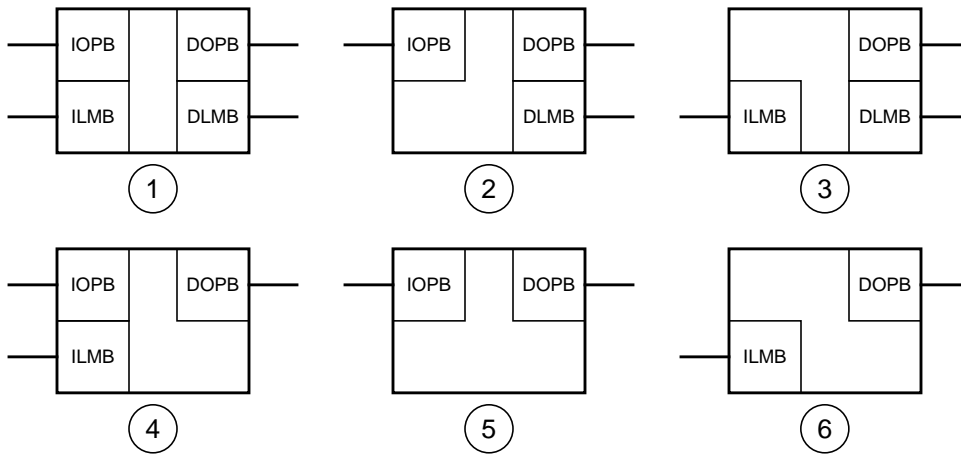 IOPB DOPB IOPB DOPB DOPB
ILMB DLMB DLMB ILMB DLMB
1 2 3
IOPB DOPB IOPB DOPB DOPB
ILMB ILMB
4 5 6